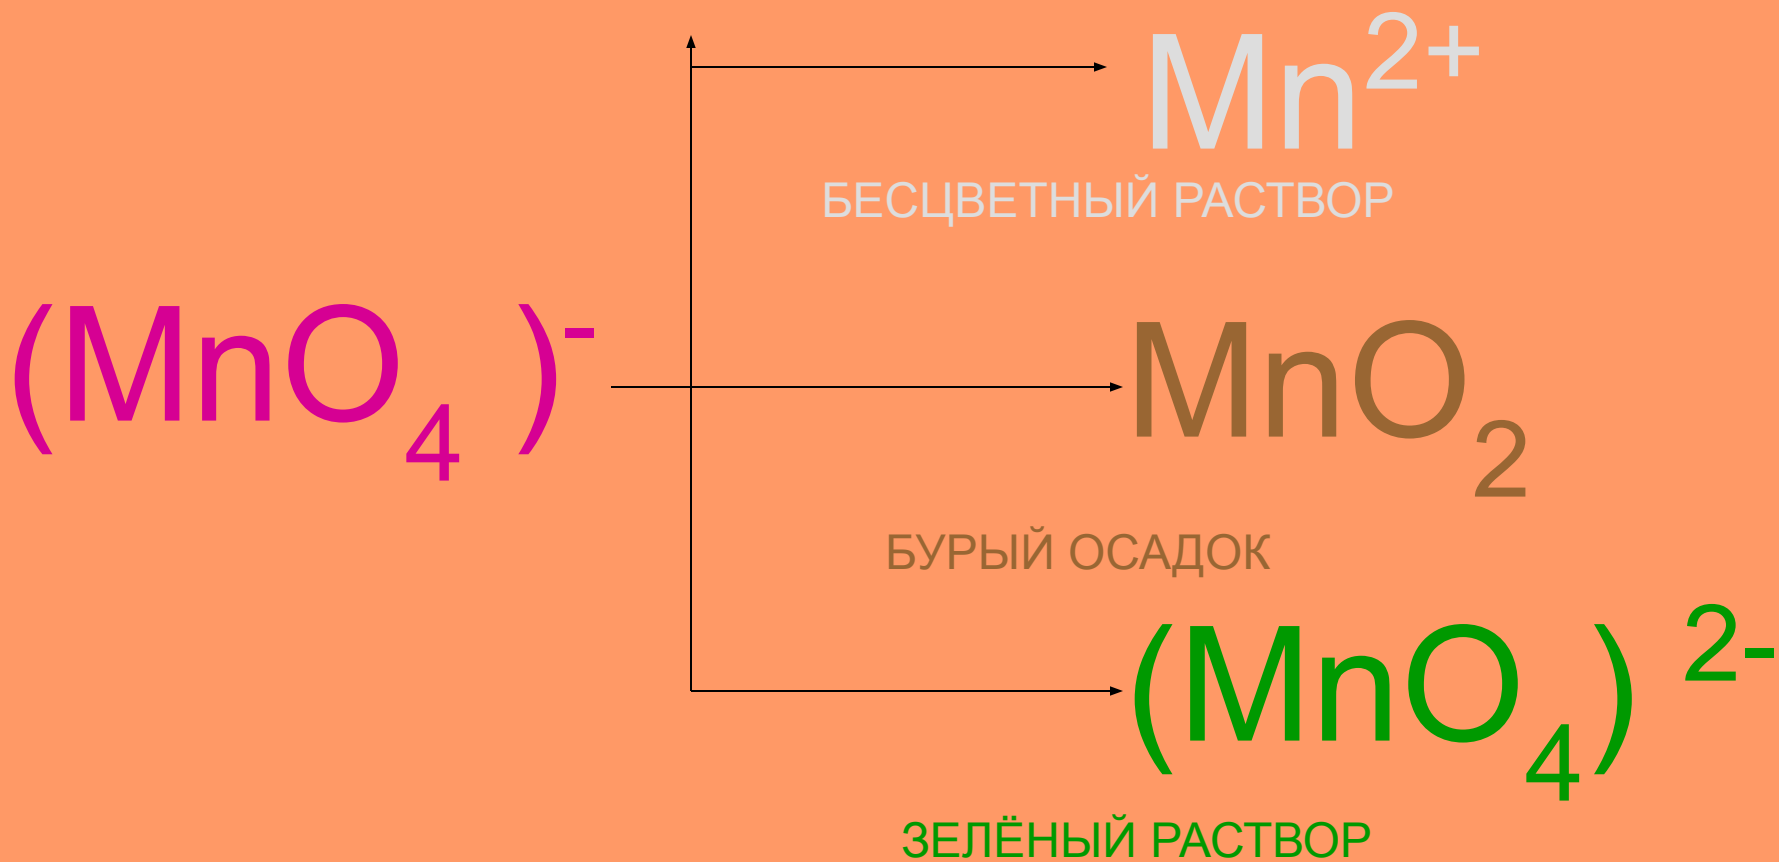 Mn²⁺
БЕСЦВЕТНЫЙ РАСТВОР
(MnO₄ )⁻
MnO₂
БУРЫЙ ОСАДОК
(MnO₄) ²⁻
ЗЕЛЁНЫЙ РАСТВОР